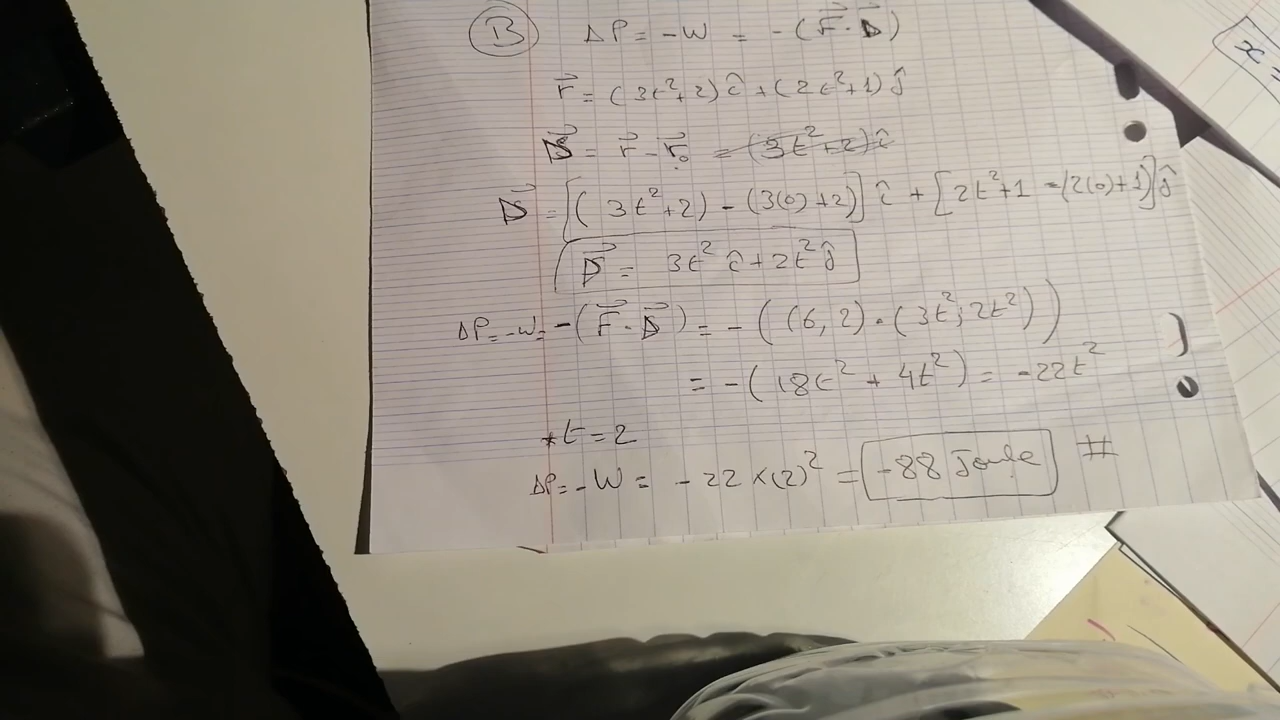 B ΔP = -W = -(F⃗ · D⃗)
r⃗ = (3t²+2) î + (2t²+1) ĵ
D⃗ = r⃗ - r⃗₀ = (3t²+2) î
D⃗ = [(3t²+2) - (3(0)+2)] î + [2t²+1 - (2(0)+1)] ĵ
D⃗ = 3t² î + 2t² ĵ
ΔP = -W = -(F⃗ · D⃗) = -((6, 2) · (3t², 2t²))
= -(18t² + 4t²) = -22t²
* t = 2
ΔP = -W = -22 × (2)² = -88 Joule #
x =